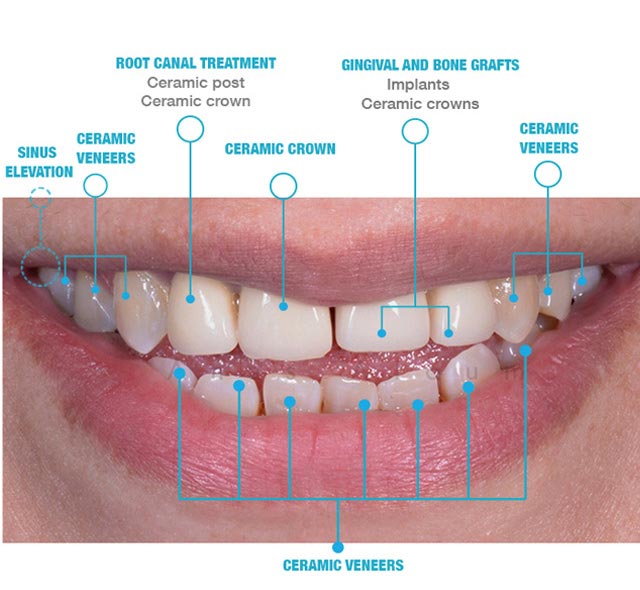 ROOT CANAL TREATMENT
Ceramic post
Ceramic crown
GINGIVAL AND BONE GRAFTS
Implants
Ceramic crowns
SINUS
ELEVATION
CERAMIC
VENEERS
CERAMIC CROWN
CERAMIC
VENEERS
CERAMIC VENEERS